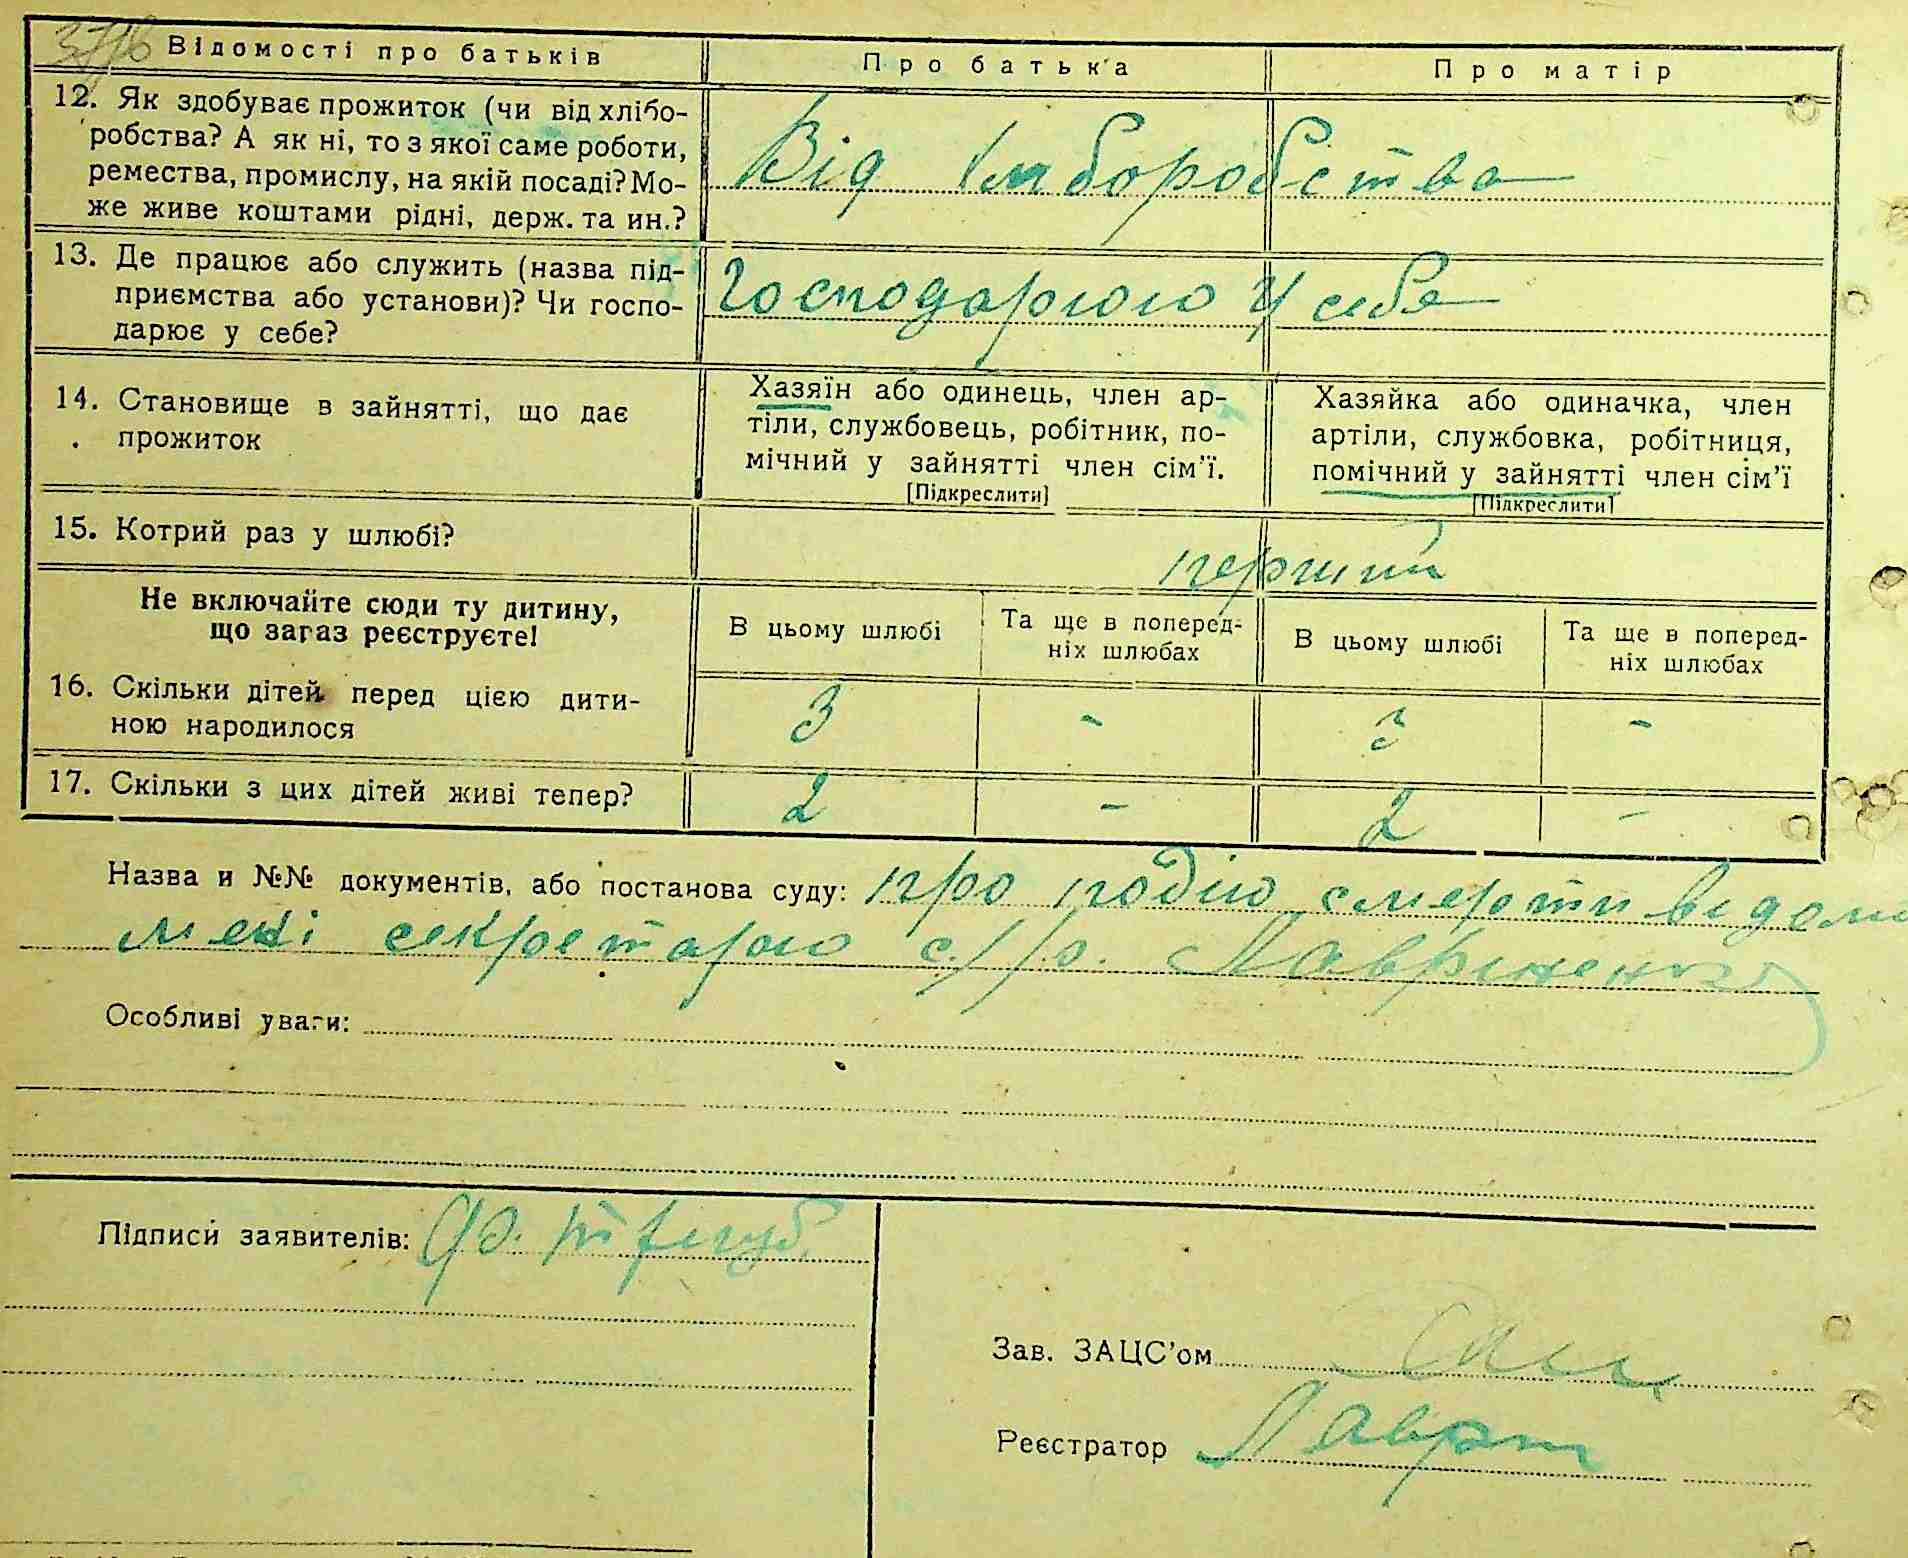 Відомості про батьків
Про батька
Про матір
12. Як здобуває прожиток (чи від хлібо-
робства? А як ні, то з якої саме роботи,
ремества, промислу, на якій посаді? Мо-
же живе коштами рідні, держ. та ин.?
Від хліборобства
13. Де працює або служить (назва під-
приємства або установи)? Чи госпо-
дарює у себе?
Господарюю у себе
14. Становище в зайнятті, що дає
прожиток
Хазяїн або одинець, член ар-
тіли, службовець, робітник, по-
мічний у зайнятті член сім'ї.
[Підкреслити]
Хазяйка або одиначка, член
артіли, службовка, робітниця,
помічний у зайнятті член сім'ї
[Підкреслити]
15. Котрий раз у шлюбі?
перший
Не включайте сюди ту дитину,
що загаз реєструєте!
В цьому шлюбі
Та ще в поперед-
ніх шлюбах
В цьому шлюбі
Та ще в поперед-
ніх шлюбах
16. Скільки дітей перед цією дити-
ною народилося
3 - 3 -
17. Скільки з цих дітей живі тепер?
2 - 2 -
Назва и №№ документів, або постанова суду: про подію смерти
мені секретарю с/р.
Особливі уваги:
Підписи заявителів:
Зав. ЗАЦС'ом
Реєстратор Лавр